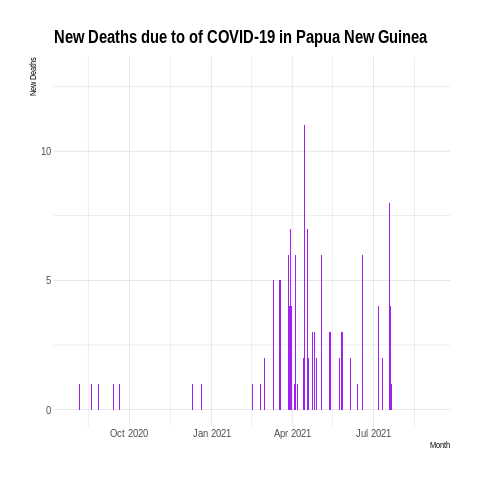 New Deaths due to of COVID-19 in Papua New Guinea
New Deaths
10
5
0
Oct 2020 Jan 2021 Apr 2021 Jul 2021
Month